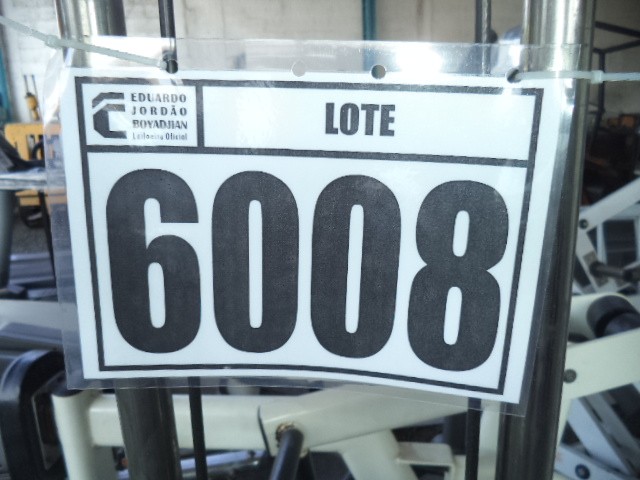 EDUARDO
JORDÃO
BOYADJIAN
Leiloeiro Oficial
LOTE
6008